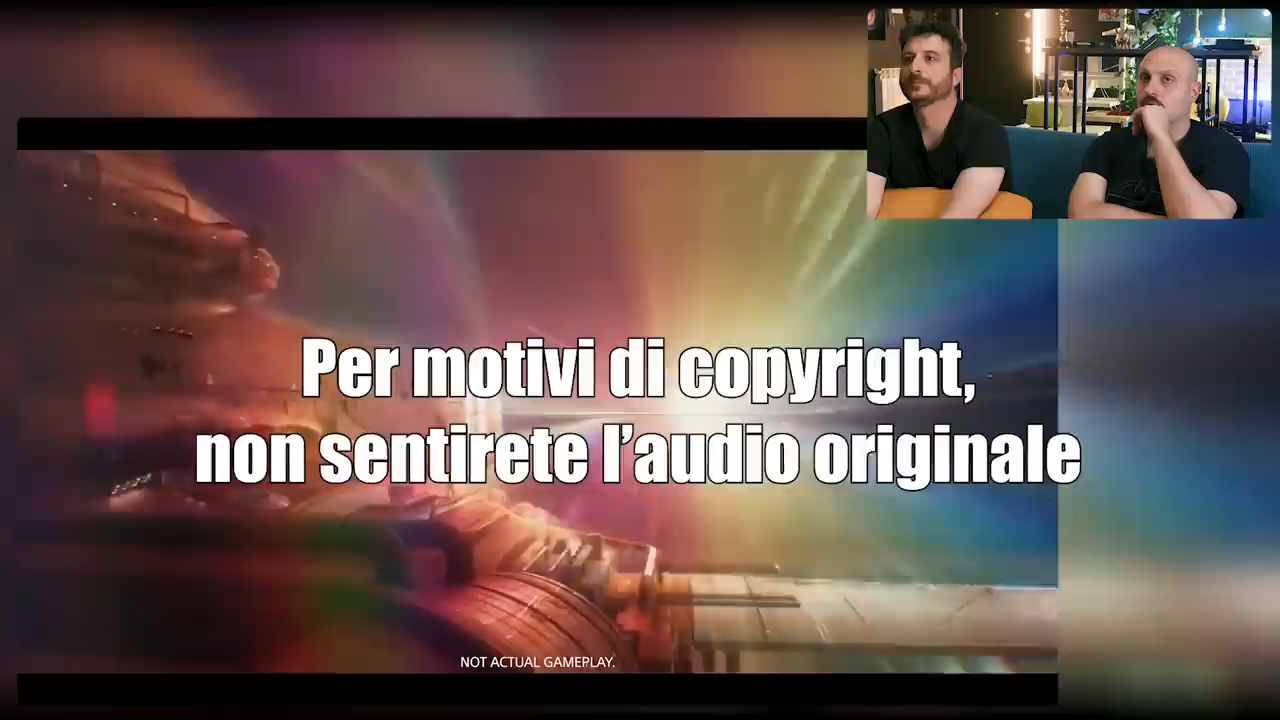 Per motivi di copyright,
non sentirete l’audio originale
NOT ACTUAL GAMEPLAY.